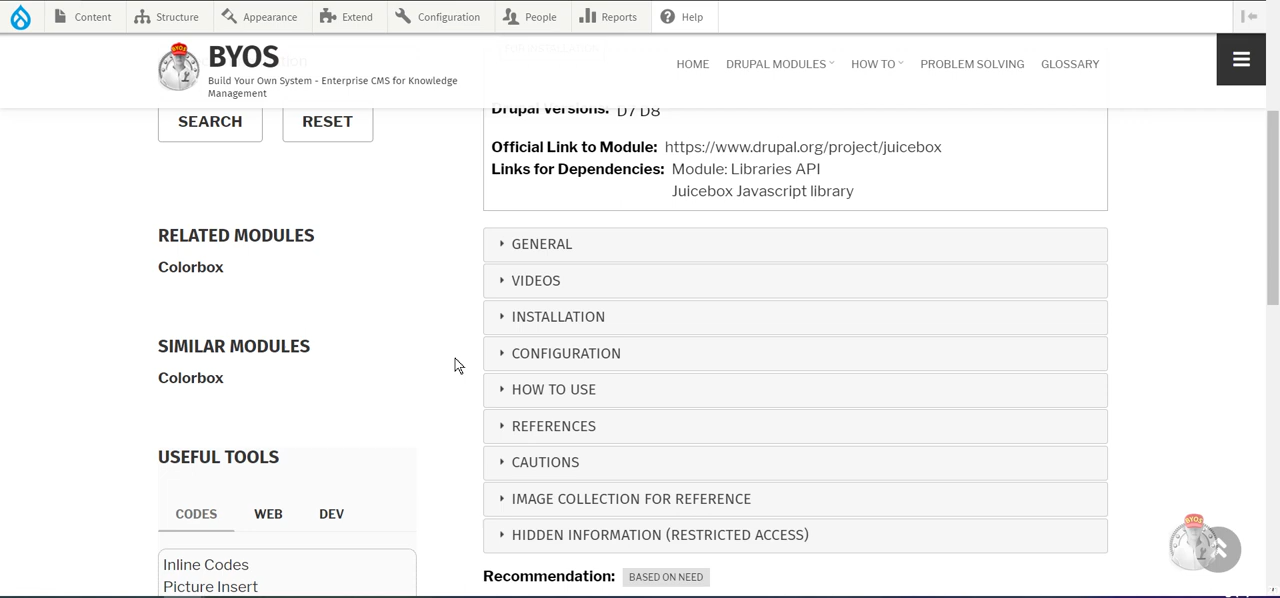 Content
Structure
Appearance
Extend
Configuration
People
Reports
Help
BYOS
Build Your Own System - Enterprise CMS for Knowledge
Management
HOME
DRUPAL MODULES
HOW TO
PROBLEM SOLVING
GLOSSARY
SEARCH
RESET
RELATED MODULES
Colorbox
SIMILAR MODULES
Colorbox
USEFUL TOOLS
CODES
WEB
DEV
Inline Codes
Picture Insert
Drupal Versions: D7 D8
Official Link to Module: https://www.drupal.org/project/juicebox
Links for Dependencies: Module: Libraries API
Juicebox Javascript library
GENERAL
VIDEOS
INSTALLATION
CONFIGURATION
HOW TO USE
REFERENCES
CAUTIONS
IMAGE COLLECTION FOR REFERENCE
HIDDEN INFORMATION (RESTRICTED ACCESS)
Recommendation: BASED ON NEED